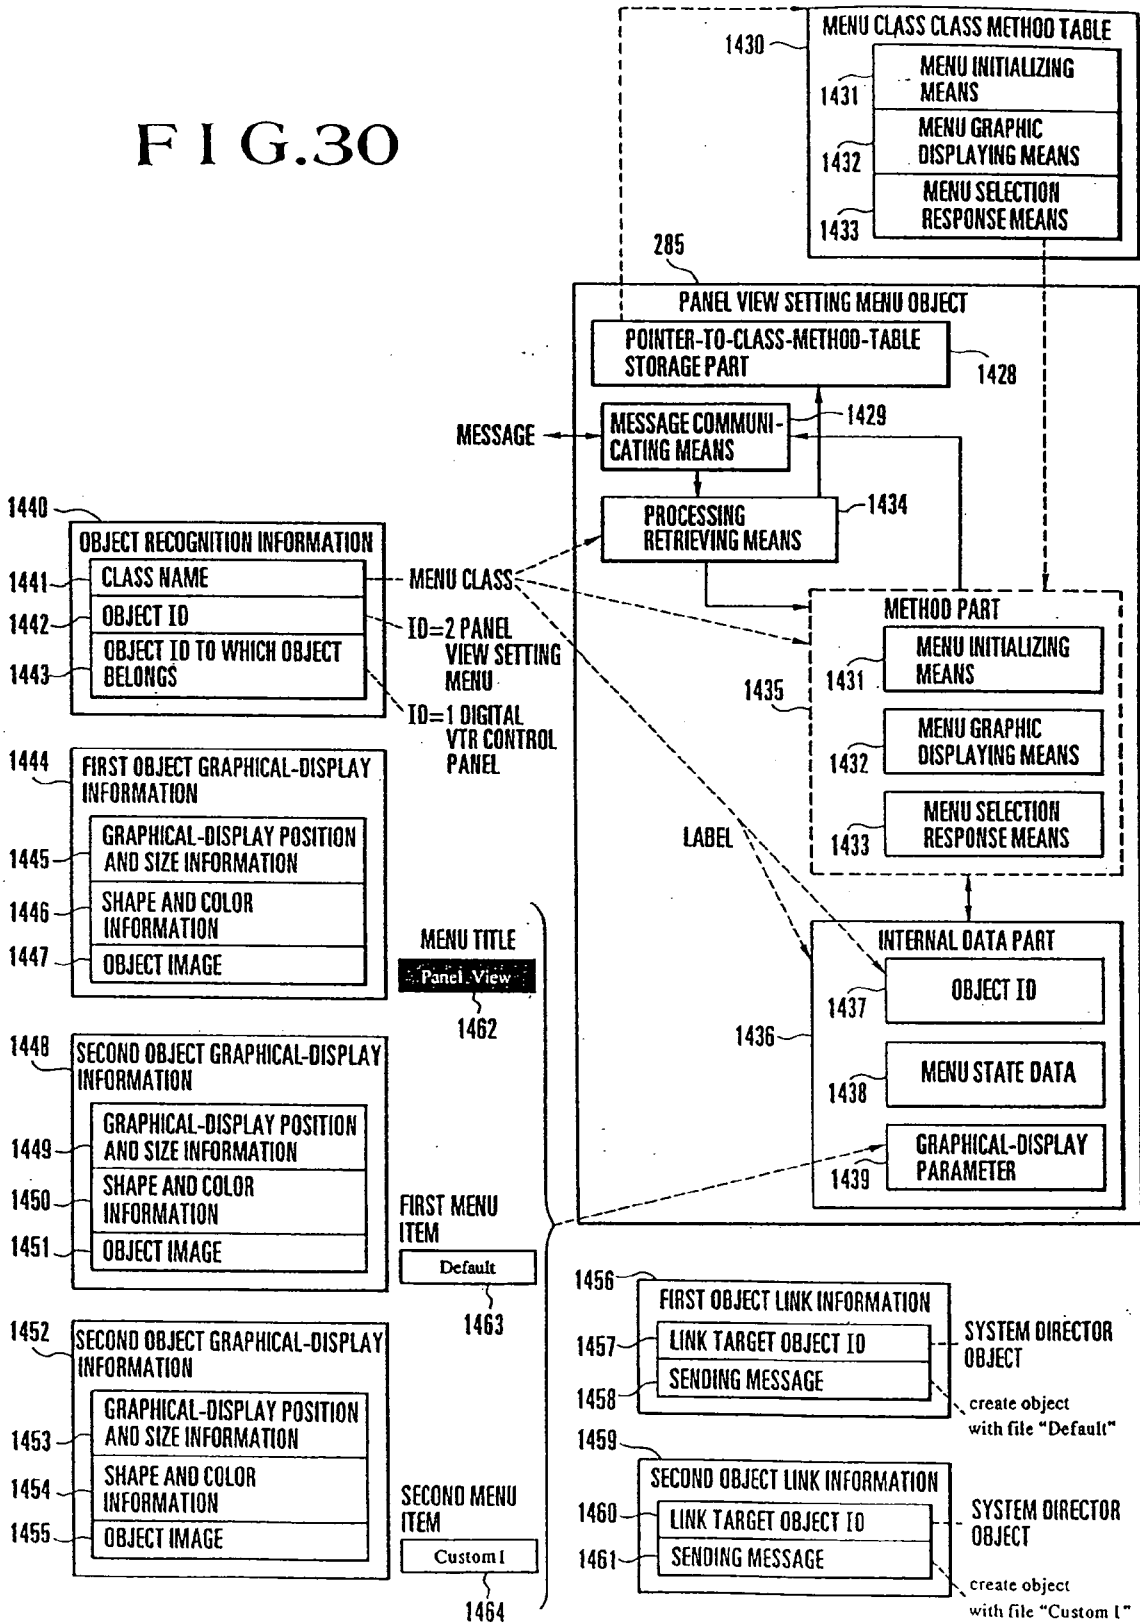 FIG.30
1430
MENU CLASS CLASS METHOD TABLE
1431
MENU INITIALIZING
MEANS
1432
MENU GRAPHIC
DISPLAYING MEANS
1433
MENU SELECTION
RESPONSE MEANS
285
PANEL VIEW SETTING MENU OBJECT
POINTER-TO-CLASS-METHOD-TABLE
STORAGE PART
1428
MESSAGE
MESSAGE COMMUNI-
CATING MEANS
1429
PROCESSING
RETRIEVING MEANS
1434
METHOD PART
1435
MENU INITIALIZING
MEANS
1431
MENU GRAPHIC
DISPLAYING MEANS
1432
MENU SELECTION
RESPONSE MEANS
1433
LABEL
INTERNAL DATA PART
1436
OBJECT ID
1437
MENU STATE DATA
1438
GRAPHICAL-DISPLAY
PARAMETER
1439
1440
OBJECT RECOGNITION INFORMATION
1441
CLASS NAME
MENU CLASS
1442
OBJECT ID
ID=2 PANEL
VIEW SETTING
MENU
1443
OBJECT ID TO WHICH OBJECT
BELONGS
ID=1 DIGITAL
VTR CONTROL
PANEL
1444
FIRST OBJECT GRAPHICAL-DISPLAY
INFORMATION
1445
GRAPHICAL-DISPLAY POSITION
AND SIZE INFORMATION
1446
SHAPE AND COLOR
INFORMATION
1447
OBJECT IMAGE
MENU TITLE
Panel View
1462
1448
SECOND OBJECT GRAPHICAL-DISPLAY
INFORMATION
1449
GRAPHICAL-DISPLAY POSITION
AND SIZE INFORMATION
1450
SHAPE AND COLOR
INFORMATION
1451
OBJECT IMAGE
FIRST MENU
ITEM
Default
1463
1452
SECOND OBJECT GRAPHICAL-DISPLAY
INFORMATION
1453
GRAPHICAL-DISPLAY POSITION
AND SIZE INFORMATION
1454
SHAPE AND COLOR
INFORMATION
1455
OBJECT IMAGE
SECOND MENU
ITEM
Custom I
1464
1456
FIRST OBJECT LINK INFORMATION
1457
LINK TARGET OBJECT ID
SYSTEM DIRECTOR
OBJECT
1458
SENDING MESSAGE
create object
with file "Default"
1459
SECOND OBJECT LINK INFORMATION
1460
LINK TARGET OBJECT ID
SYSTEM DIRECTOR
OBJECT
1461
SENDING MESSAGE
create object
with file "Custom I"